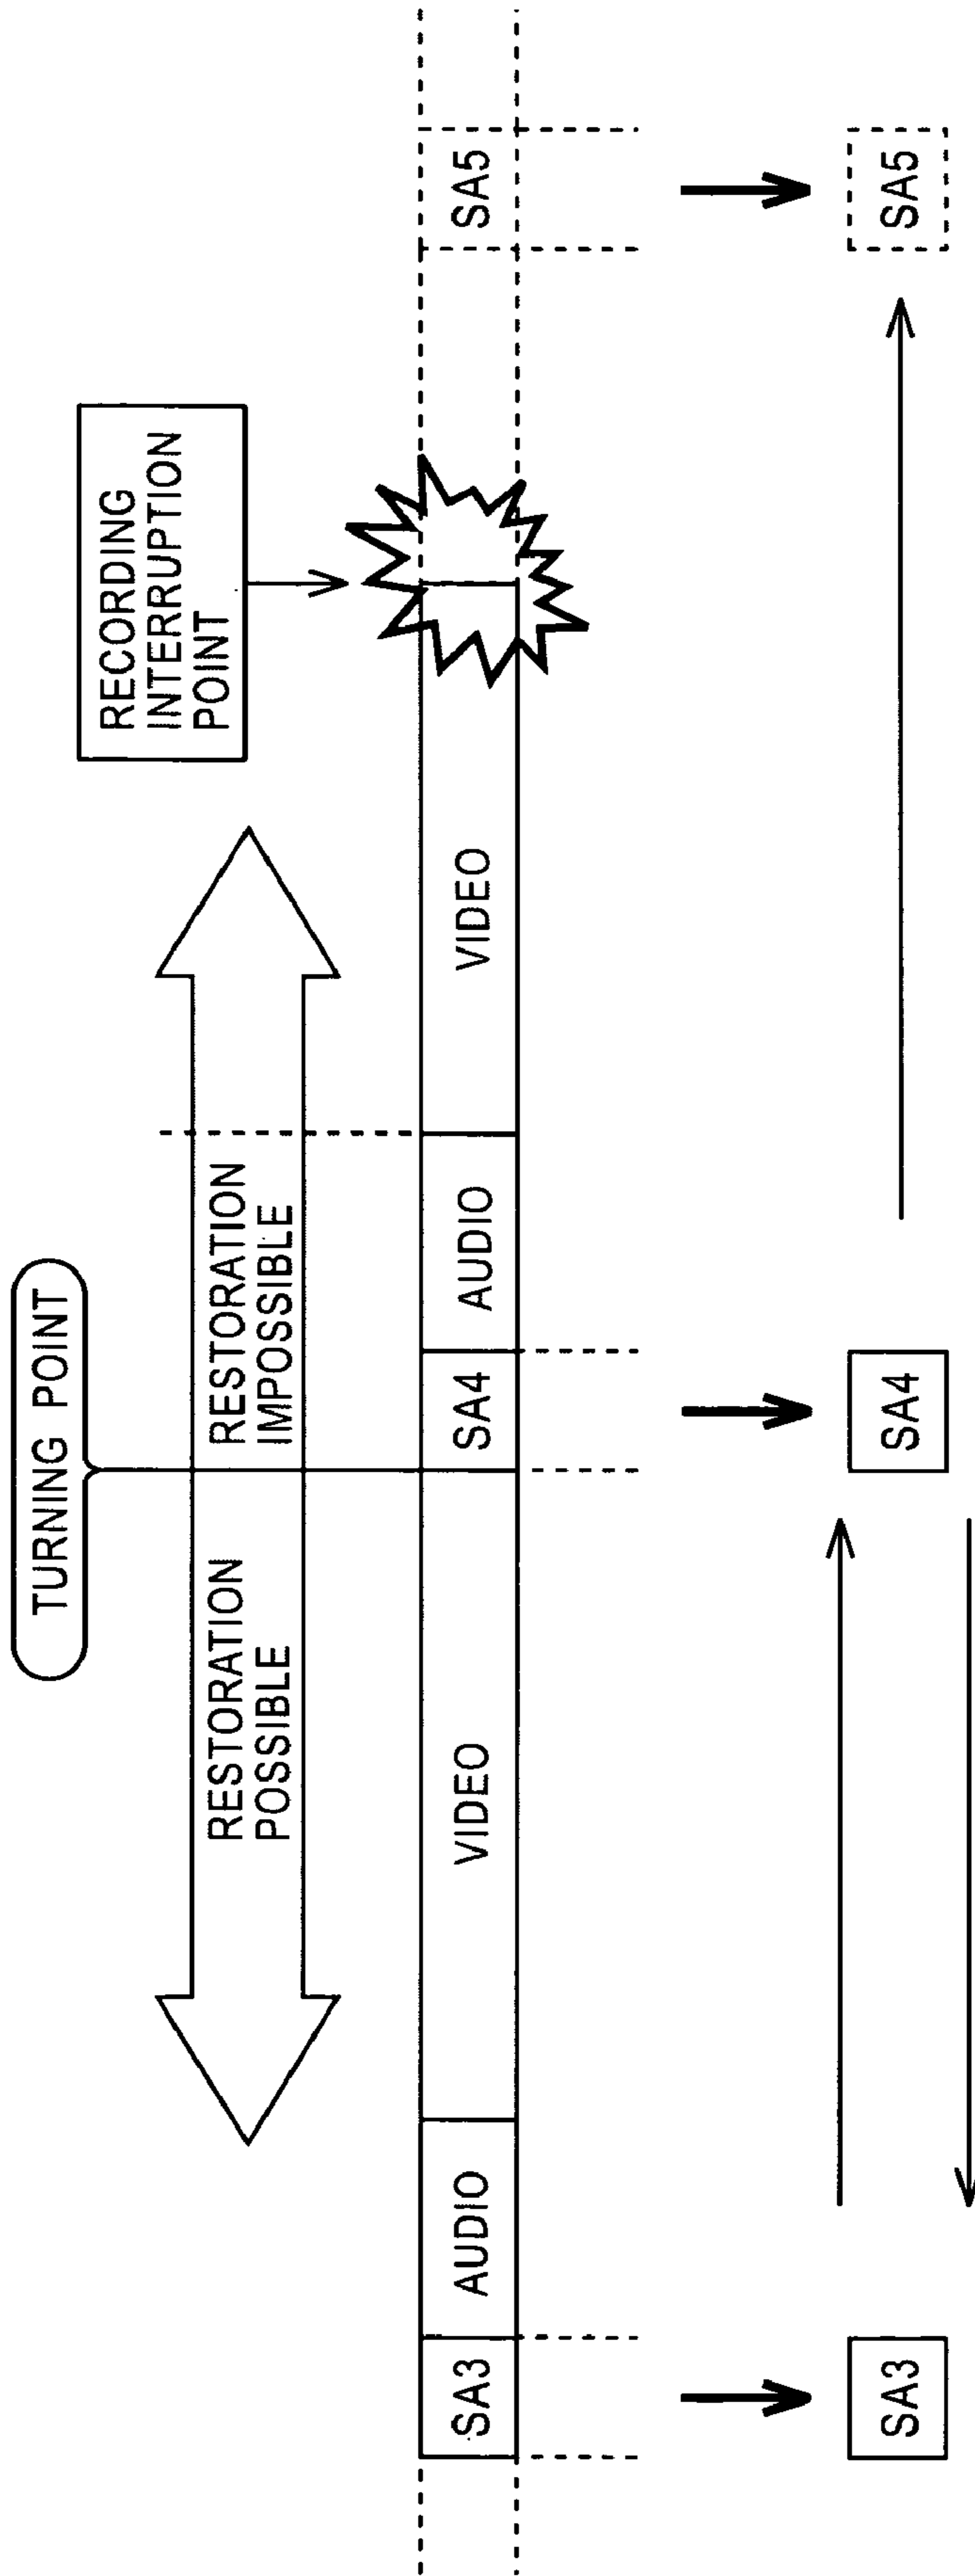 TURNING POINT
RESTORATION
POSSIBLE
RESTORATION
IMPOSSIBLE
RECORDING
INTERRUPTION
POINT
SA3
AUDIO
VIDEO
SA4
AUDIO
VIDEO
SA5
SA3
SA4
SA5